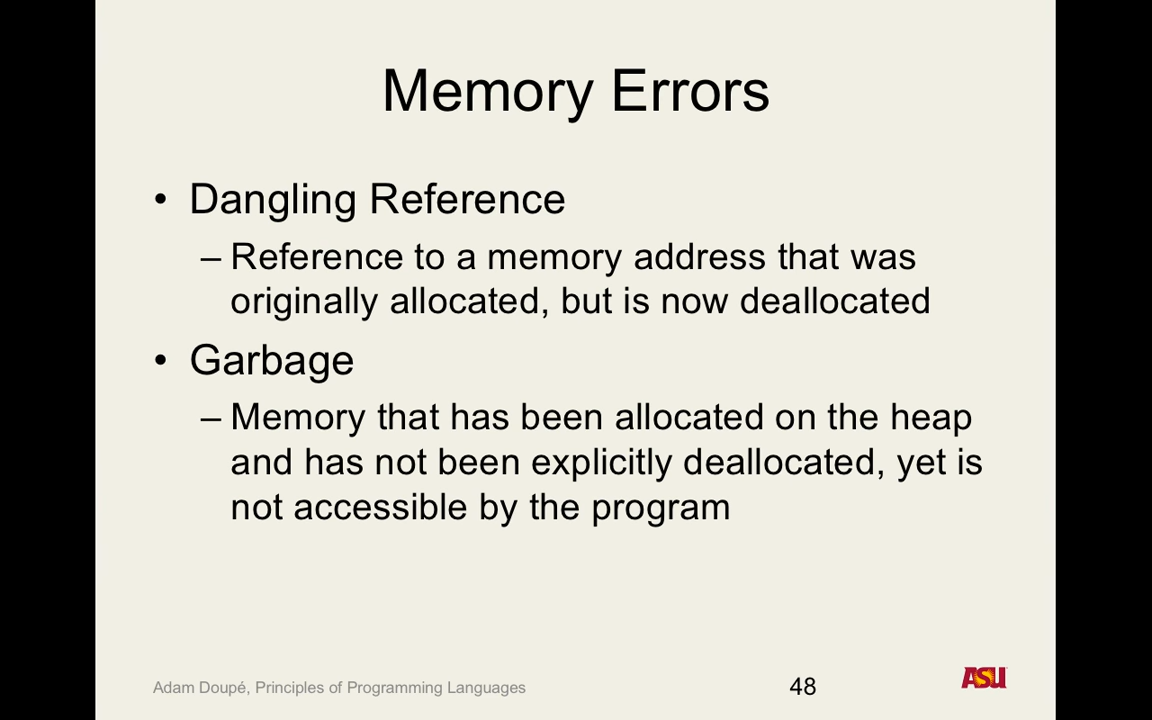 Memory Errors
• Dangling Reference
– Reference to a memory address that was
originally allocated, but is now deallocated
• Garbage
– Memory that has been allocated on the heap
and has not been explicitly deallocated, yet is
not accessible by the program
Adam Doupé, Principles of Programming Languages
48
ASU